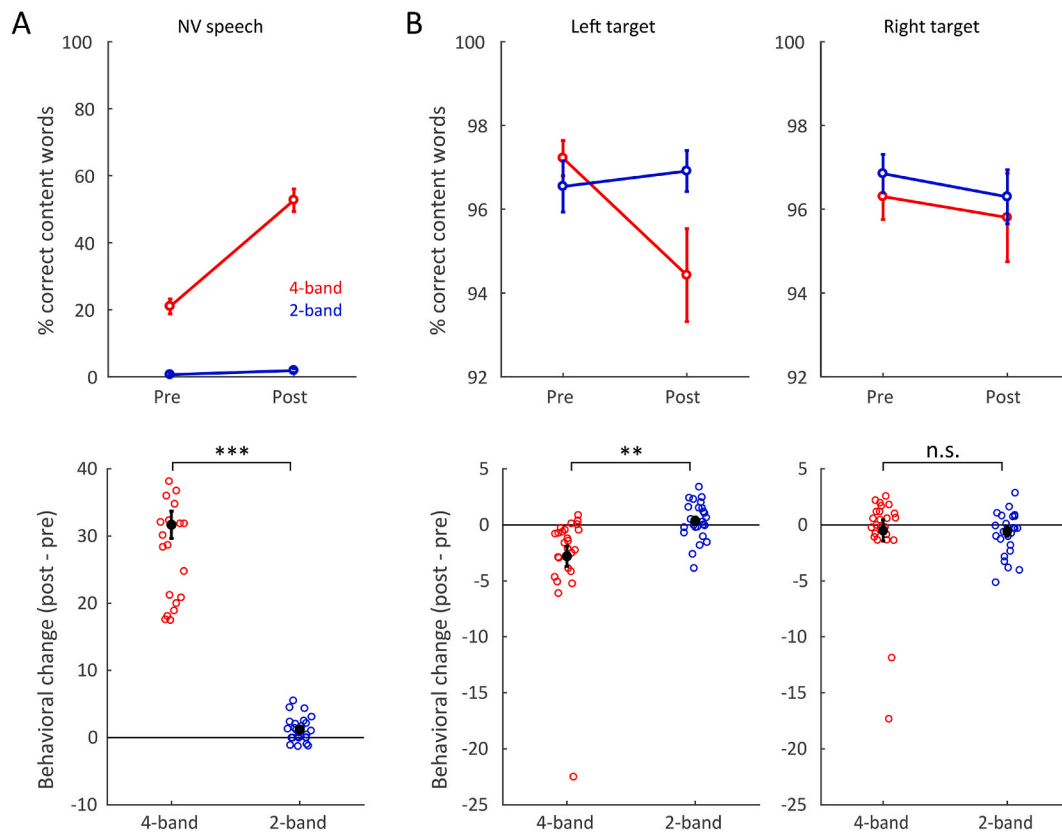 A
NV speech
% correct content words
100
80
60
40
20
0
4-band
2-band
Pre
Post
B
Left target
% correct content words
100
98
96
94
92
Pre
Post
Right target
100
98
96
94
92
Pre
Post
***
Behavioral change (post - pre)
40
30
20
10
0
-10
4-band
2-band
**
Behavioral change (post - pre)
5
0
-5
-10
-15
-20
-25
4-band
2-band
n.s.
5
0
-5
-10
-15
-20
-25
4-band
2-band